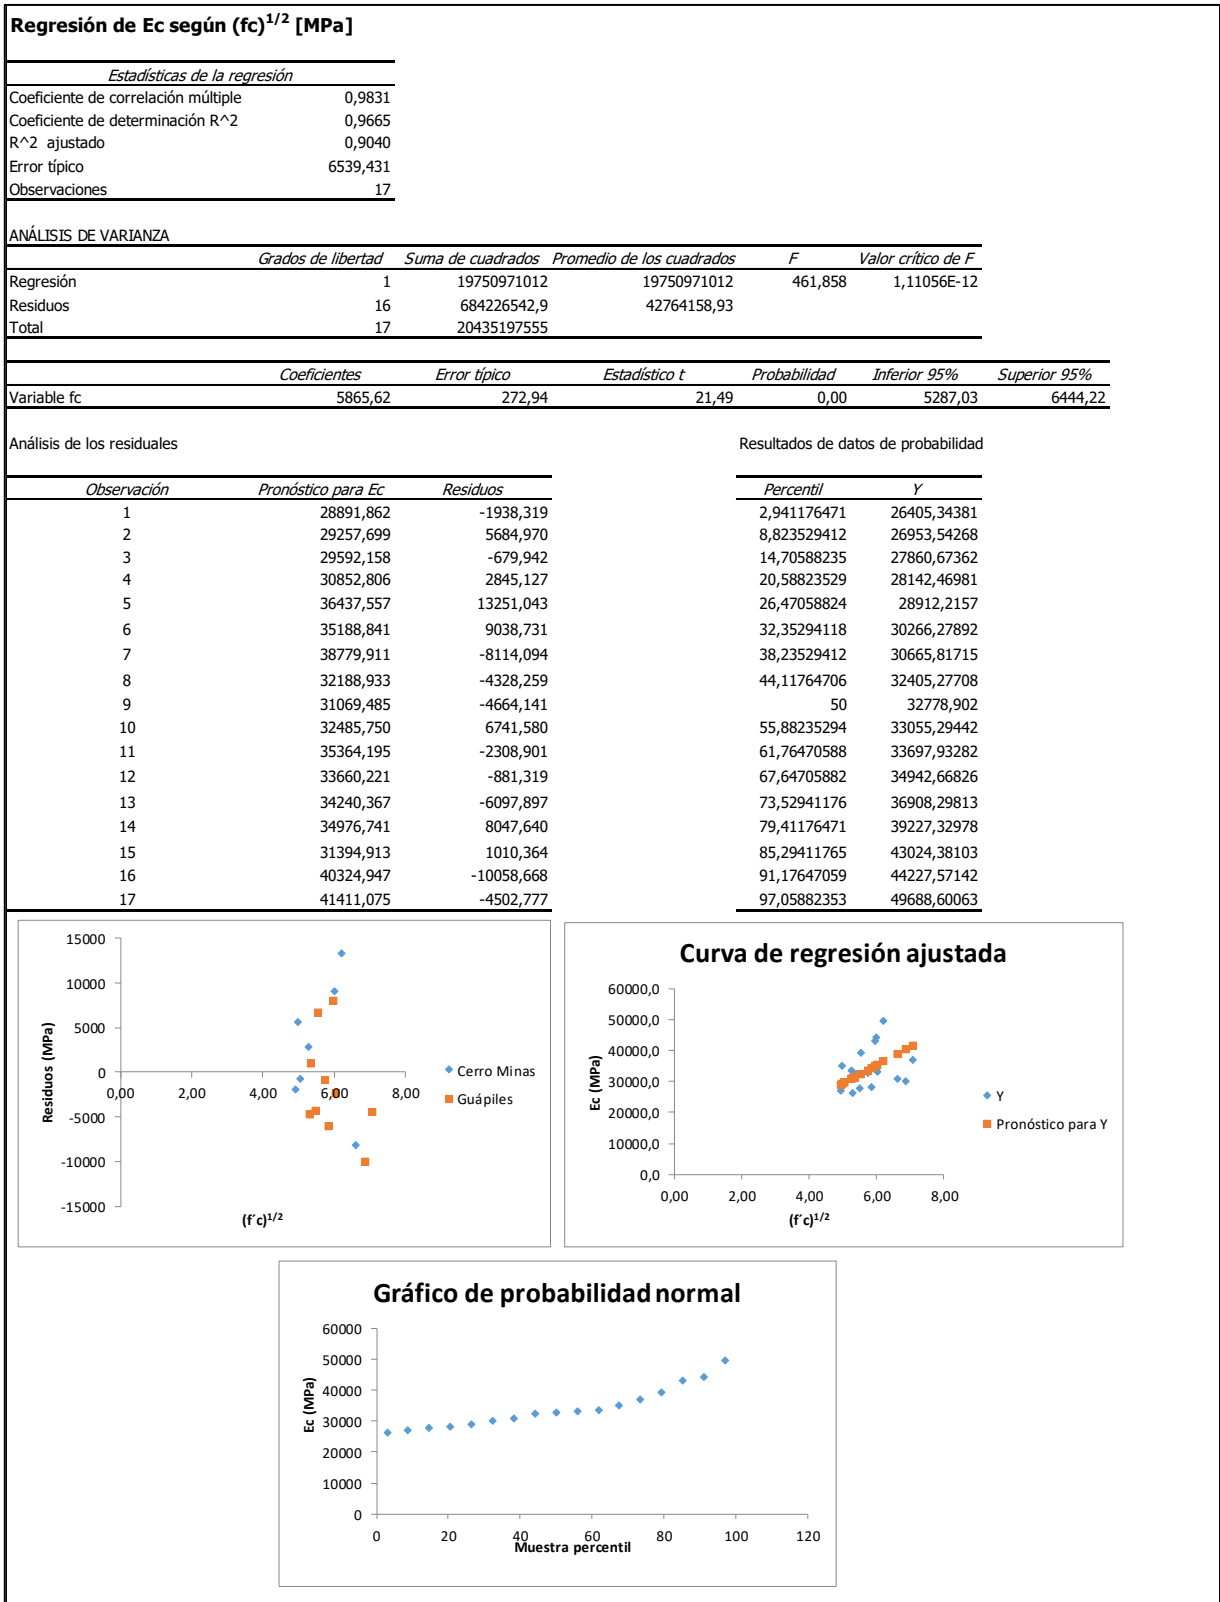 Regresión de Ec según (fc)^1/2 [MPa]
Estadísticas de la regresión
Coeficiente de correlación múltiple 0,9831
Coeficiente de determinación R^2 0,9665
R^2 ajustado 0,9040
Error típico 6539,431
Observaciones 17
ANÁLISIS DE VARIANZA
Grados de libertad Suma de cuadrados Promedio de los cuadrados F Valor crítico de F
Regresión 1 19750971012 19750971012 461,858 1,11056E-12
Residuos 16 684226542,9 42764158,93
Total 17 20435197555
Coeficientes Error típico Estadístico t Probabilidad Inferior 95% Superior 95%
Variable fc 5865,62 272,94 21,49 0,00 5287,03 6444,22
Análisis de los residuales Resultados de datos de probabilidad
Observación Pronóstico para Ec Residuos Percentil Y
1 28891,862 -1938,319 2,941176471 26405,34381
2 29257,699 5684,970 8,823529412 26953,54268
3 29592,158 -679,942 14,70588235 27860,67362
4 30852,806 2845,127 20,58823529 28142,46981
5 36437,557 13251,043 26,47058824 28912,2157
6 35188,841 9038,731 32,35294118 30266,27892
7 38779,911 -8114,094 38,23529412 30665,81715
8 32188,933 -4328,259 44,11764706 32405,27708
9 31069,485 -4664,141 50 32778,902
10 32485,750 6741,580 55,88235294 33055,29442
11 35364,195 -2308,901 61,76470588 33697,93282
12 33660,221 -881,319 67,64705882 34942,66826
13 34240,367 -6097,897 73,52941176 36908,29813
14 34976,741 8047,640 79,41176471 39227,32978
15 31394,913 1010,364 85,29411765 43024,38103
16 40324,947 -10058,668 91,17647059 44227,57142
17 41411,075 -4502,777 97,05882353 49688,60063
15000
10000
5000
0
-5000
-10000
-15000
0,00 2,00 4,00 6,00 8,00
Residuos (MPa)
(f´c)^1/2
Cerro Minas
Guápiles
Curva de regresión ajustada
60000,0
50000,0
40000,0
30000,0
20000,0
10000,0
0,0
0,00 2,00 4,00 6,00 8,00
Ec (MPa)
(f´c)^1/2
Y
Pronóstico para Y
Gráfico de probabilidad normal
60000
50000
40000
30000
20000
10000
0
0 20 40 60 80 100 120
Ec (MPa)
Muestra percentil